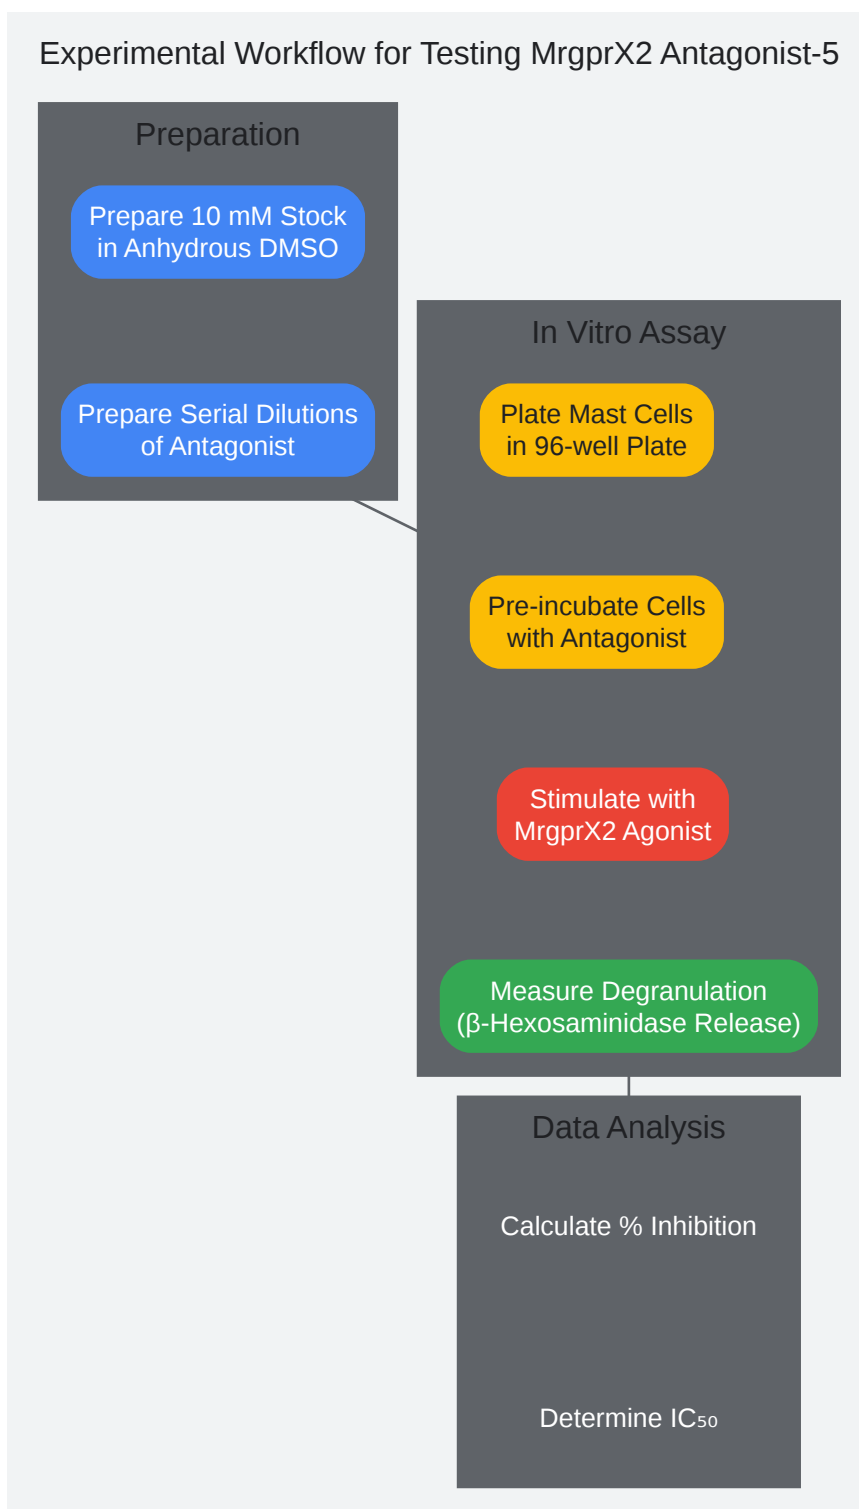 Experimental Workflow for Testing MrgprX2 Antagonist-5
Preparation
Prepare 10 mM Stock
in Anhydrous DMSO
Prepare Serial Dilutions
of Antagonist
In Vitro Assay
Plate Mast Cells
in 96-well Plate
Pre-incubate Cells
with Antagonist
Stimulate with
MrgprX2 Agonist
Measure Degranulation
(β-Hexosaminidase Release)
Data Analysis
Calculate % Inhibition
Determine IC₅₀